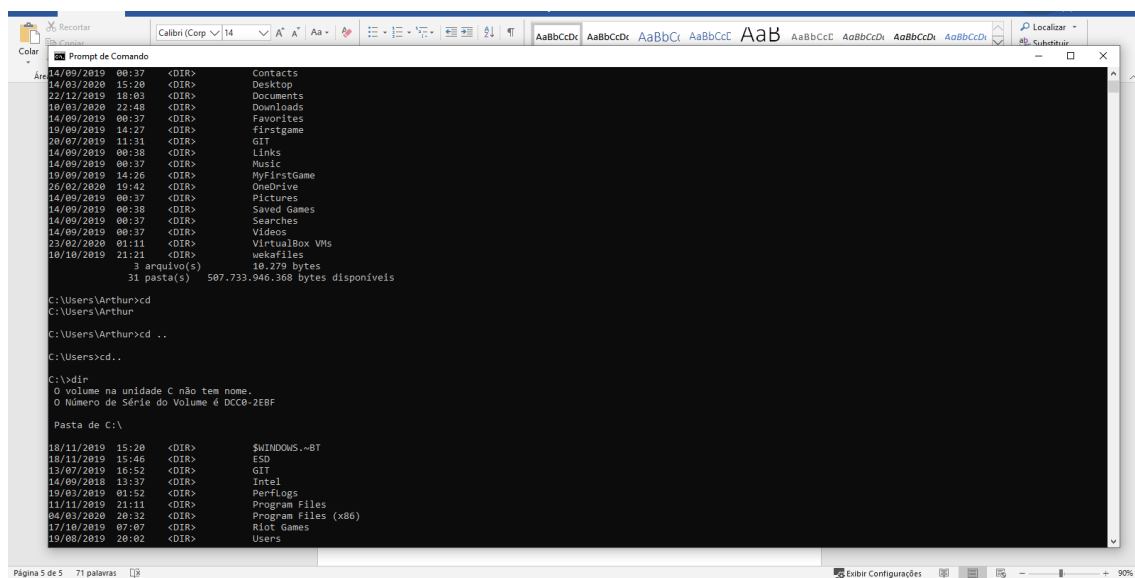 Recortar
Calibri (Corp
14
Aa
AaBbCcDc AaBbCcDc AaBbCc AaBbCcC AaB AaBbCcC AaBbCcDc AaBbCcDc AaBbCcDc
Localizar
Copiar
Substituir
Colar
Prompt de Comando
14/09/2019 00:37 <DIR> Contacts
14/03/2020 15:20 <DIR> Desktop
22/12/2019 18:03 <DIR> Documents
10/03/2020 22:48 <DIR> Downloads
14/09/2019 00:37 <DIR> Favorites
19/09/2019 14:27 <DIR> firstgame
20/07/2019 11:31 <DIR> GIT
14/09/2019 00:38 <DIR> Links
14/09/2019 00:37 <DIR> Music
19/09/2019 14:26 <DIR> MyFirstGame
26/02/2020 19:42 <DIR> OneDrive
14/09/2019 00:37 <DIR> Pictures
14/09/2019 00:38 <DIR> Saved Games
14/09/2019 00:37 <DIR> Searches
14/09/2019 00:37 <DIR> Videos
23/02/2020 01:11 <DIR> VirtualBox VMs
10/10/2019 21:21 <DIR> wekafiles
3 arquivo(s) 10.279 bytes
31 pasta(s) 507.733.946.368 bytes disponíveis
C:\Users\Arthur>cd
C:\Users\Arthur
C:\Users\Arthur>cd ..
C:\Users>cd..
C:\>dir
O volume na unidade C não tem nome.
O Número de Série do Volume é DCC0-2EBF
Pasta de C:\
18/11/2019 15:20 <DIR> $WINDOWS.~BT
18/11/2019 15:46 <DIR> ESD
13/07/2019 16:52 <DIR> GIT
14/09/2018 13:37 <DIR> Intel
19/03/2019 01:52 <DIR> PerfLogs
11/11/2019 21:11 <DIR> Program Files
04/03/2020 20:32 <DIR> Program Files (x86)
17/10/2019 07:07 <DIR> Riot Games
19/08/2019 20:02 <DIR> Users
Página 5 de 5 71 palavras
Exibir Configurações
90%